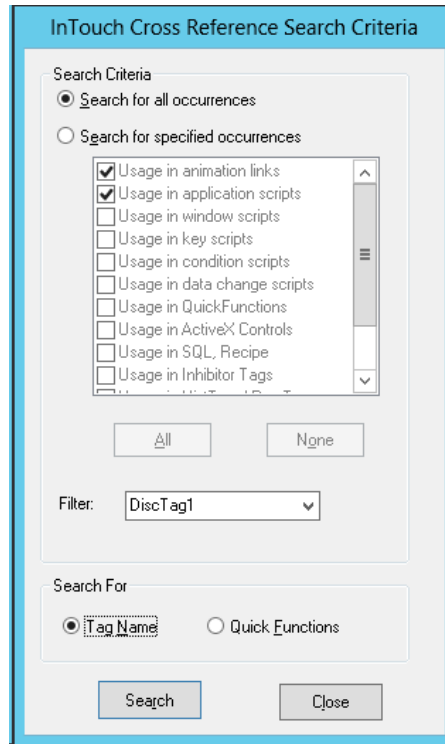 InTouch Cross Reference Search Criteria
Search Criteria
Search for all occurrences
Search for specified occurrences
Usage in animation links
Usage in application scripts
Usage in window scripts
Usage in key scripts
Usage in condition scripts
Usage in data change scripts
Usage in QuickFunctions
Usage in ActiveX Controls
Usage in SQL, Recipe
Usage in Inhibitor Tags
All None
Filter: DiscTag1
Search For
Tag Name Quick Functions
Search Close